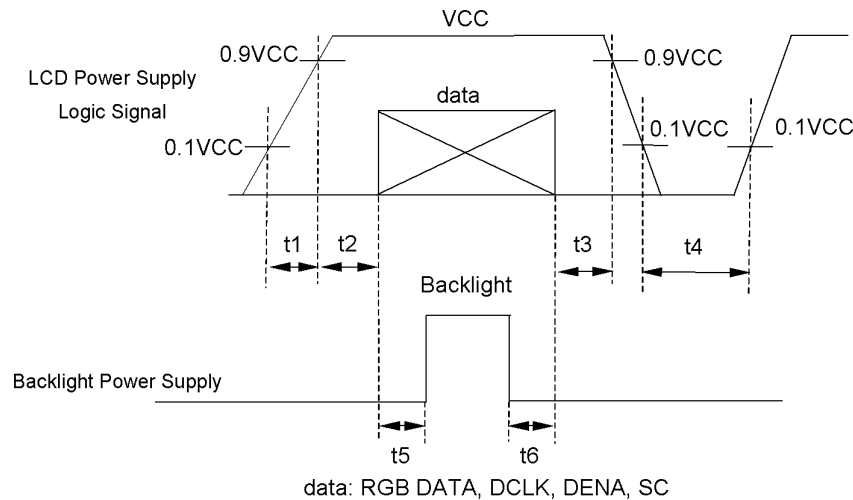 VCC
0.9VCC
0.9VCC
LCD Power Supply
Logic Signal
data
0.1VCC
0.1VCC
0.1VCC
t1
t2
t3
t4
Backlight
Backlight Power Supply
t5
t6
data: RGB DATA, DCLK, DENA, SC